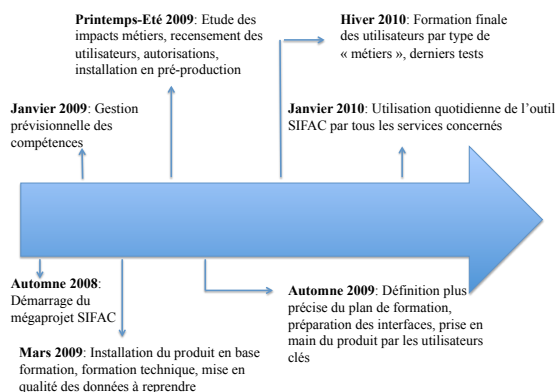 Printemps-Eté 2009: Etude des
impacts métiers, recensement des
utilisateurs, autorisations,
installation en pré-production
Hiver 2010: Formation finale
des utilisateurs par type de
« métiers », derniers tests
Janvier 2009: Gestion
prévisionnelle des
compétences
Janvier 2010: Utilisation quotidienne de l'outil
SIFAC par tous les services concernés
Automne 2008:
Démarrage du
mégaprojet SIFAC
Automne 2009: Définition plus
précise du plan de formation,
préparation des interfaces, prise en
main du produit par les utilisateurs
clés
Mars 2009: Installation du produit en base
formation, formation technique, mise en
qualité des données à reprendre